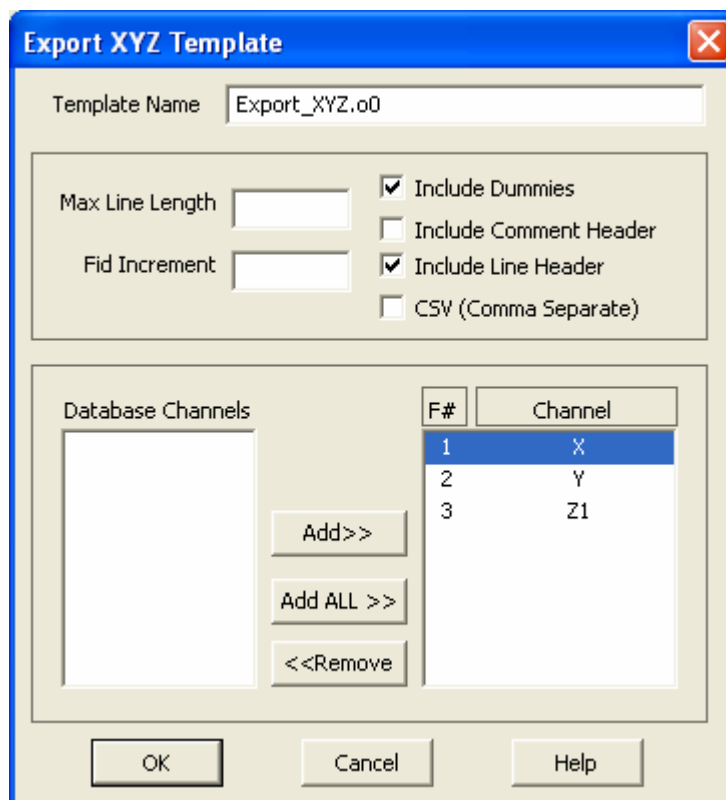 Export XYZ Template
Template Name Export_XYZ.o0
Max Line Length
Include Dummies
Include Comment Header
Fid Increment
Include Line Header
CSV (Comma Separate)
Database Channels
F# Channel
1 X
2 Y
3 Z1
Add>>
Add ALL >>
<<Remove
OK Cancel Help